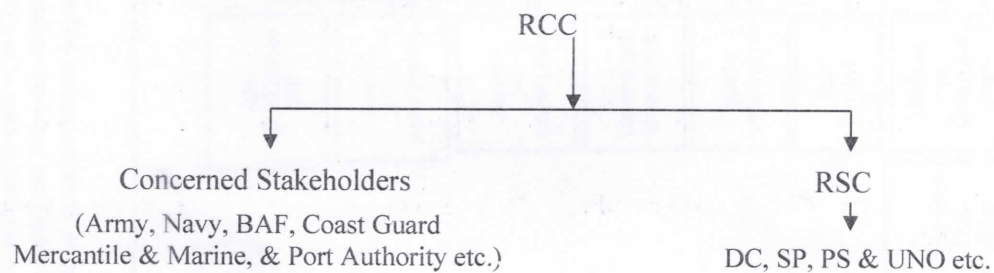 RCC
Concerned Stakeholders
(Army, Navy, BAF, Coast Guard
Mercantile & Marine, & Port Authority etc.)
RSC
DC, SP, PS & UNO etc.